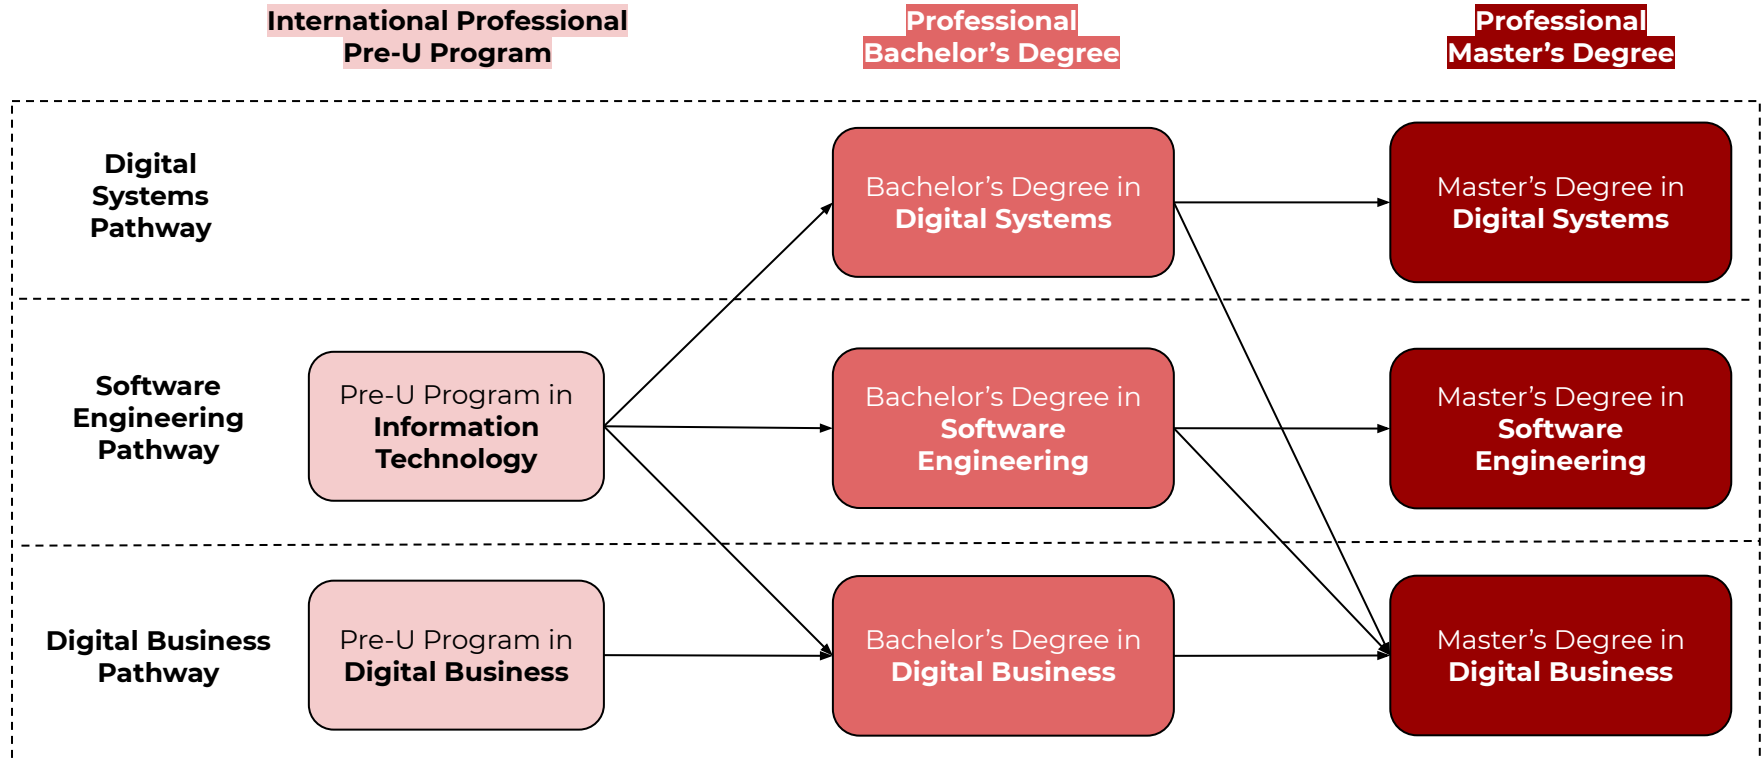 International Professional
Pre-U Program
Professional
Bachelor’s Degree
Professional
Master’s Degree
Digital
Systems
Pathway
Bachelor’s Degree in
Digital Systems
Master’s Degree in
Digital Systems
Software
Engineering
Pathway
Pre-U Program in
Information
Technology
Bachelor’s Degree in
Software
Engineering
Master’s Degree in
Software
Engineering
Digital Business
Pathway
Pre-U Program in
Digital Business
Bachelor’s Degree in
Digital Business
Master’s Degree in
Digital Business